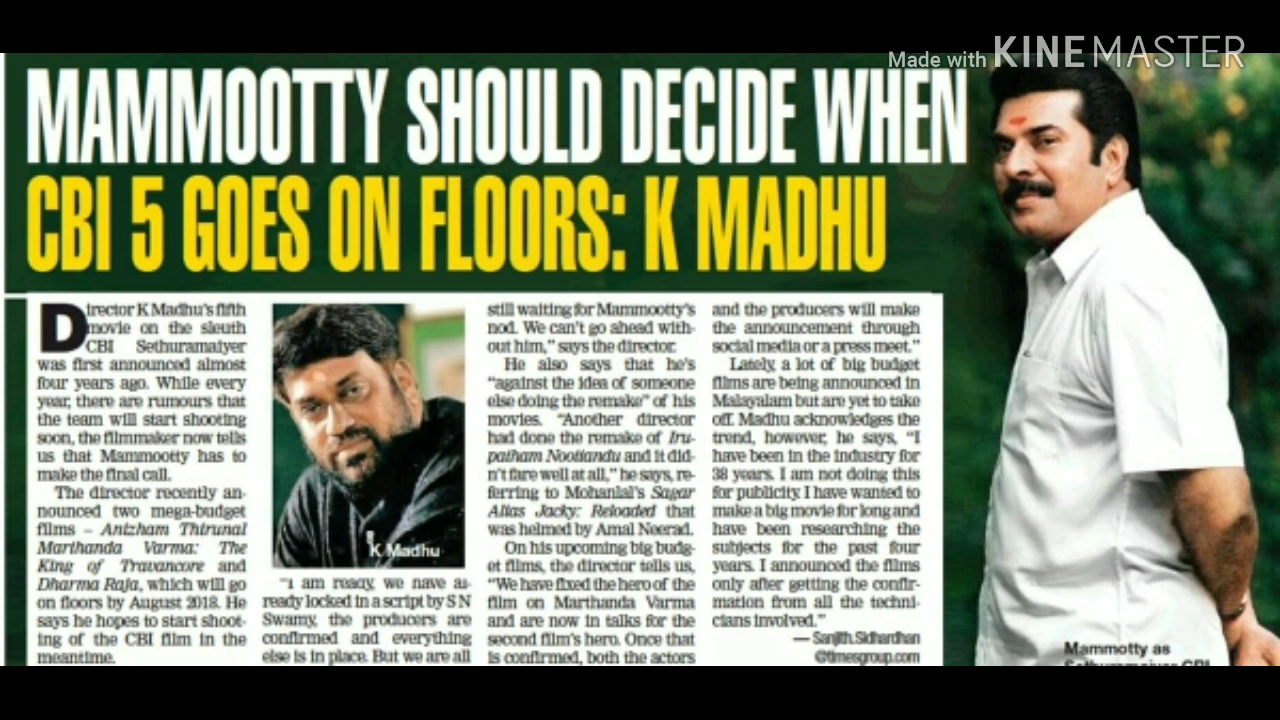 Made with KINEMASTER
MAMMOOTTY SHOULD DECIDE WHEN
CBI 5 GOES ON FLOORS: K MADHU
Director K Madhu's fifth
movie on the sleuth
CBI Sethuramaiyer
was first announced almost
four years ago. While every
year, there are rumours that
the team will start shooting
soon, the filmmaker now tells
us that Mammootty has to
make the final call.
The director recently an-
nounced two mega-budget
films – Anizham Thirunal
Marthanda Varma: The
King of Travancore and
Dharma Raja, which will go
on floors by August 2018. He
says he hopes to start shoot-
ing of the CBI film in the
meantime.
K Madhu
"I am ready, we have al-
ready locked in a script by S N
Swamy, the producers are
confirmed and everything
else is in place. But we are all
still waiting for Mammootty's
nod. We can't go ahead with-
out him," says the director.
He also says that he's
"against the idea of someone
else doing the remake" of his
movies. "Another director
had done the remake of Iru-
patham Noottandu and it did-
n't fare well at all," he says, re-
ferring to Mohanlal's Sagar
Alias Jacky: Reloaded that
was helmed by Amal Neerad.
On his upcoming big budg-
et films, the director tells us,
"We have fixed the hero of the
film on Marthanda Varma
and are now in talks for the
second film's hero. Once that
is confirmed, both the actors
and the producers will make
the announcement through
social media or a press meet."
Lately, a lot of big budget
films are being announced in
Malayalam but are yet to take
off. Madhu acknowledges the
trend, however, he says, "I
have been in the industry for
38 years. I am not doing this
for publicity. I have wanted to
make a big movie for long and
have been researching the
subjects for the past four
years. I announced the films
only after getting the confir-
mation from all the techni-
cians involved."
— Sanjith.Sidhardhan
@timesgroup.com
Mammotty as
Sethuramaiyer CBI